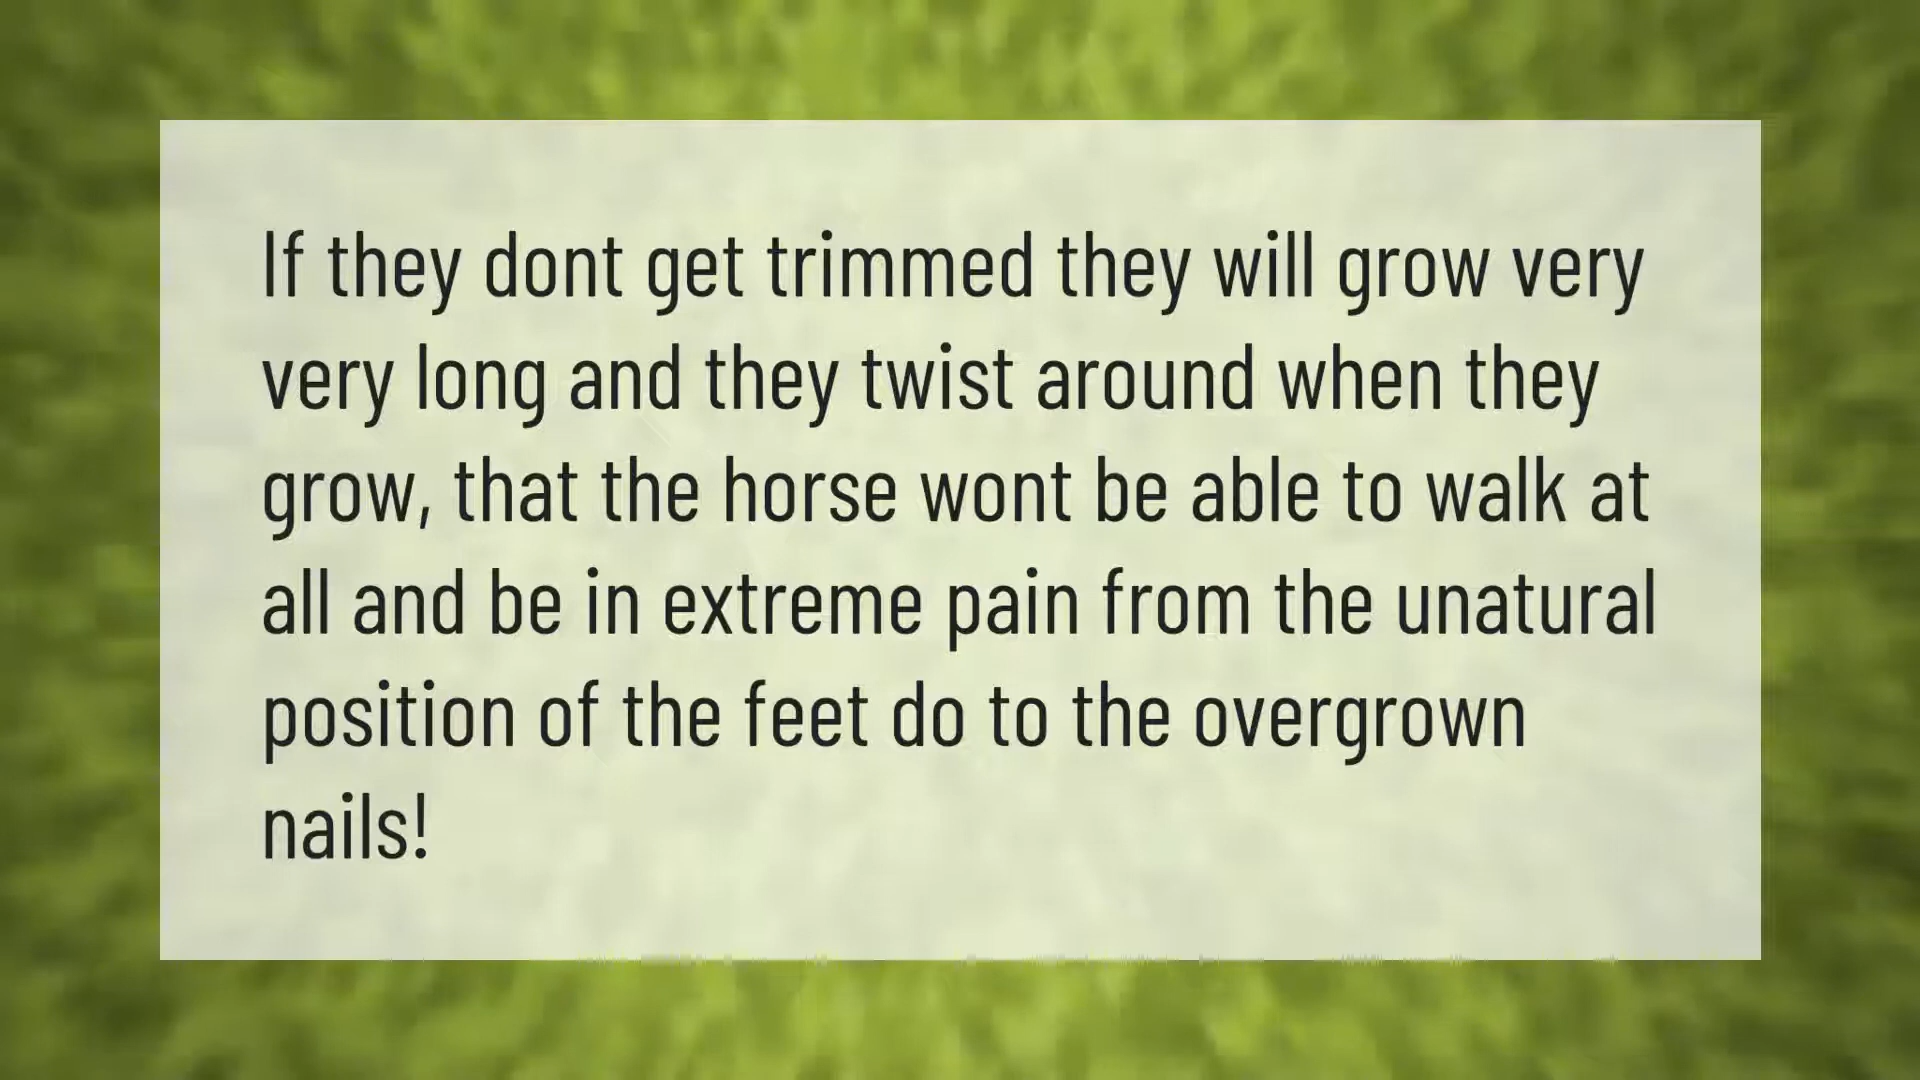 If they dont get trimmed they will grow very
very long and they twist around when they
grow, that the horse wont be able to walk at
all and be in extreme pain from the unatural
position of the feet do to the overgrown
nails!